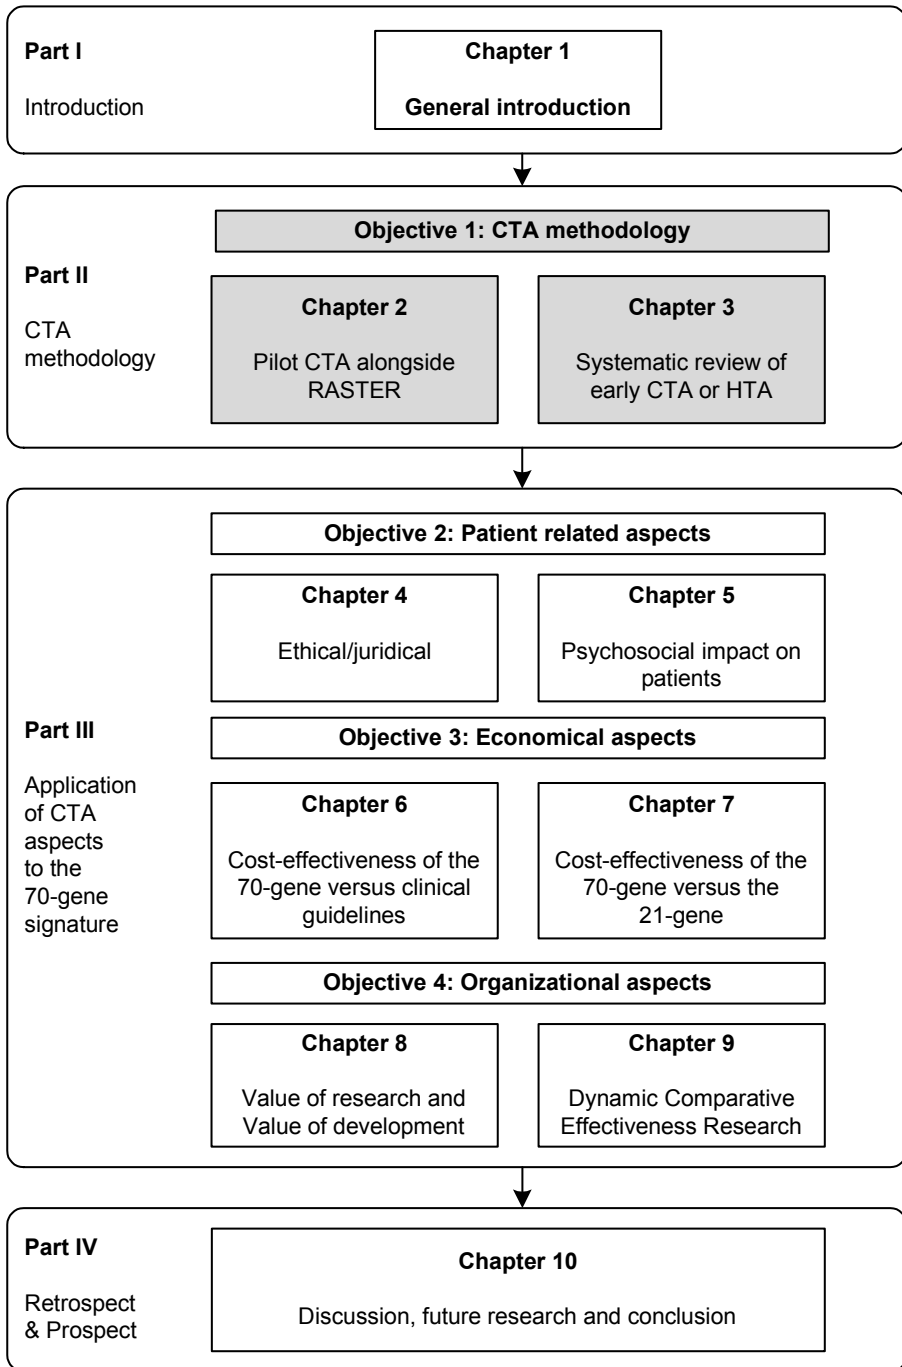 Part I
Introduction
Chapter 1
General introduction
Objective 1: CTA methodology
Part II
CTA
methodology
Chapter 2
Pilot CTA alongside
RASTER
Chapter 3
Systematic review of
early CTA or HTA
Objective 2: Patient related aspects
Chapter 4
Ethical/juridical
Chapter 5
Psychosocial impact on
patients
Part III
Application
of CTA
aspects
to the
70-gene
signature
Objective 3: Economical aspects
Chapter 6
Cost-effectiveness of the
70-gene versus clinical
guidelines
Chapter 7
Cost-effectiveness of the
70-gene versus the
21-gene
Objective 4: Organizational aspects
Chapter 8
Value of research and
Value of development
Chapter 9
Dynamic Comparative
Effectiveness Research
Part IV
Retrospect
& Prospect
Chapter 10
Discussion, future research and conclusion